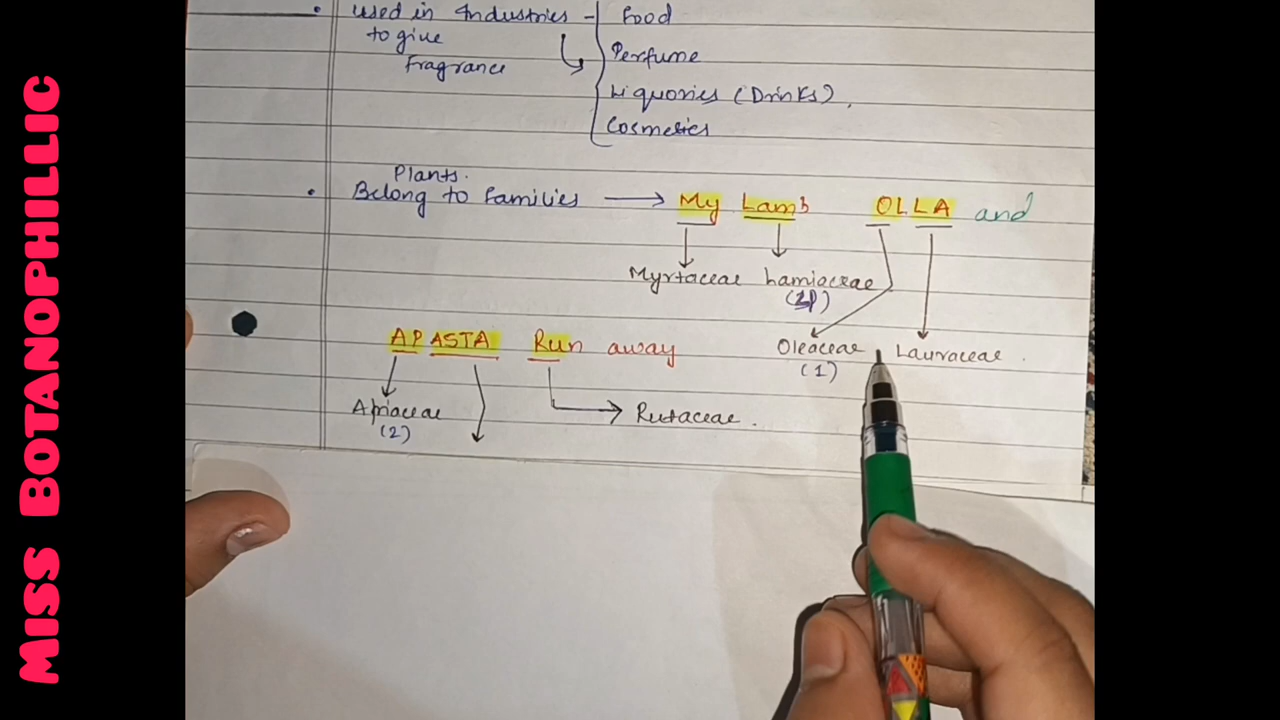 MISS BOTANOPHILLIC
• Used in Industries - Food
to give
Fragrance
Perfume
Liquories (Drinks).
Cosmetics
Plants.
• Belong to Families → My Lamb OLLA and
Myrtaceae Lamiaceae
Oleaceae Lauraceae.
(1)
APASTA Run away
Apiaceae
(2)
Rutaceae.